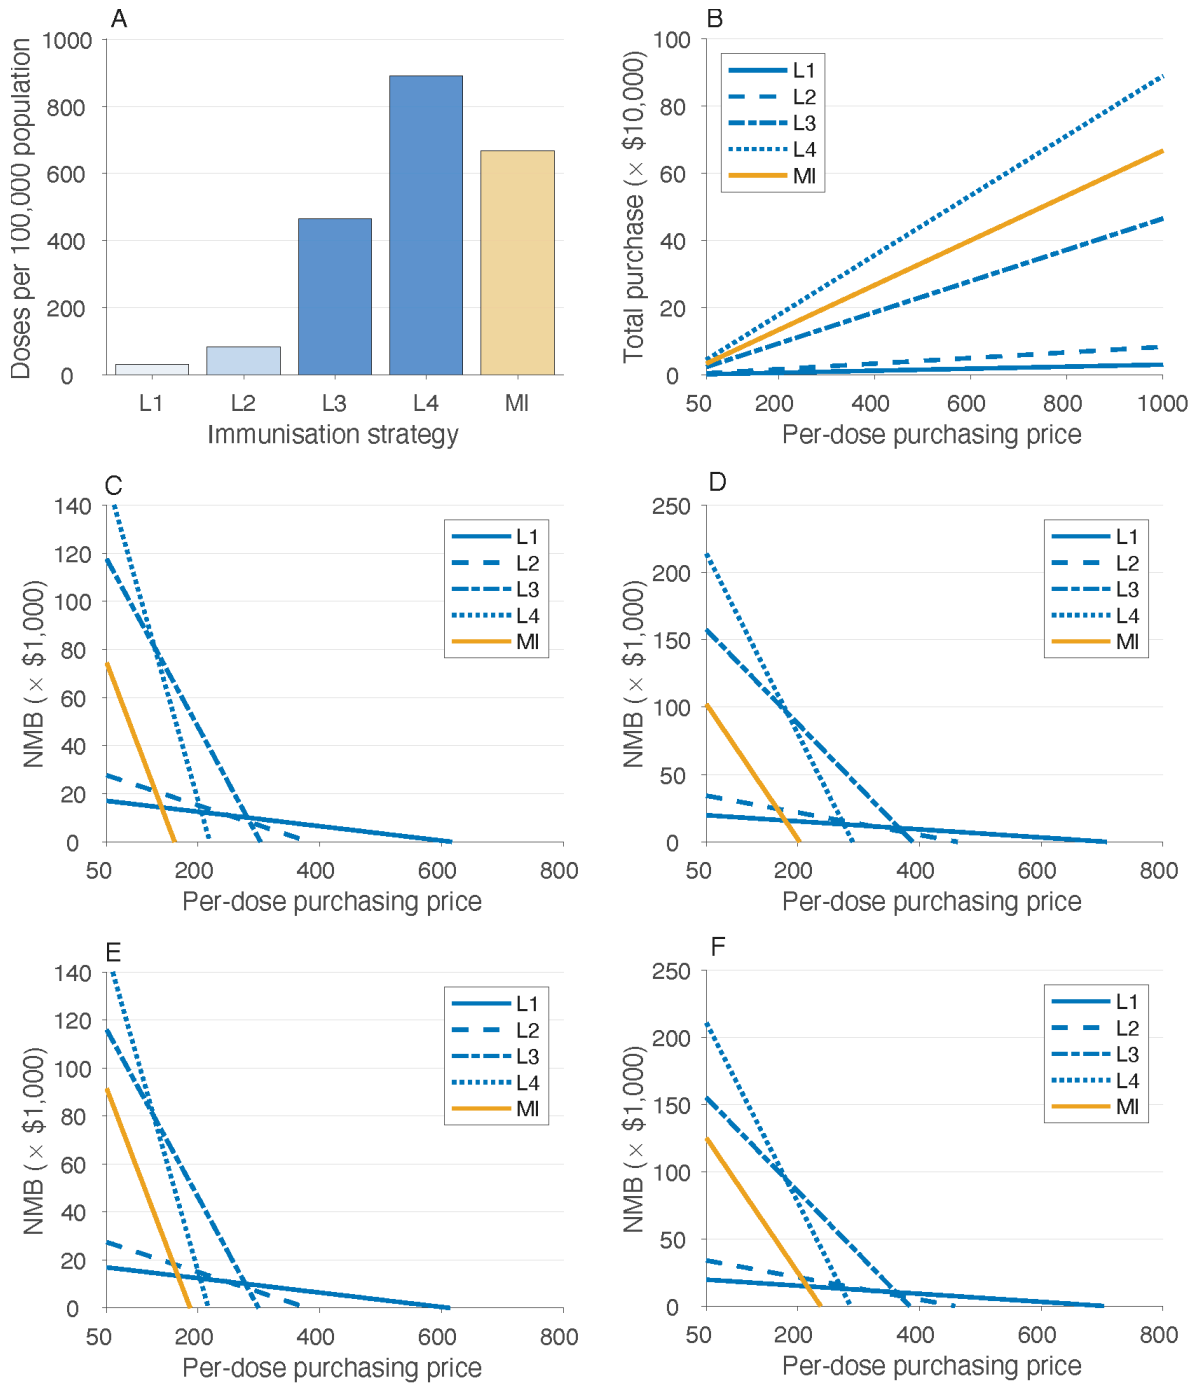 A
Doses per 100,000 population
1000
800
600
400
200
0
L1 L2 L3 L4 MI
Immunisation strategy
B
Total purchase (× $10,000)
100
80
60
40
20
0
L1
L2
L3
L4
MI
50 200 400 600 800 1000
Per-dose purchasing price
C
NMB (× $1,000)
140
120
100
80
60
40
20
0
L1
L2
L3
L4
MI
50 200 400 600 800
Per-dose purchasing price
D
NMB (× $1,000)
250
200
150
100
50
0
L1
L2
L3
L4
MI
50 200 400 600 800
Per-dose purchasing price
E
NMB (× $1,000)
140
120
100
80
60
40
20
0
L1
L2
L3
L4
MI
50 200 400 600 800
Per-dose purchasing price
F
NMB (× $1,000)
250
200
150
100
50
0
L1
L2
L3
L4
MI
50 200 400 600 800
Per-dose purchasing price